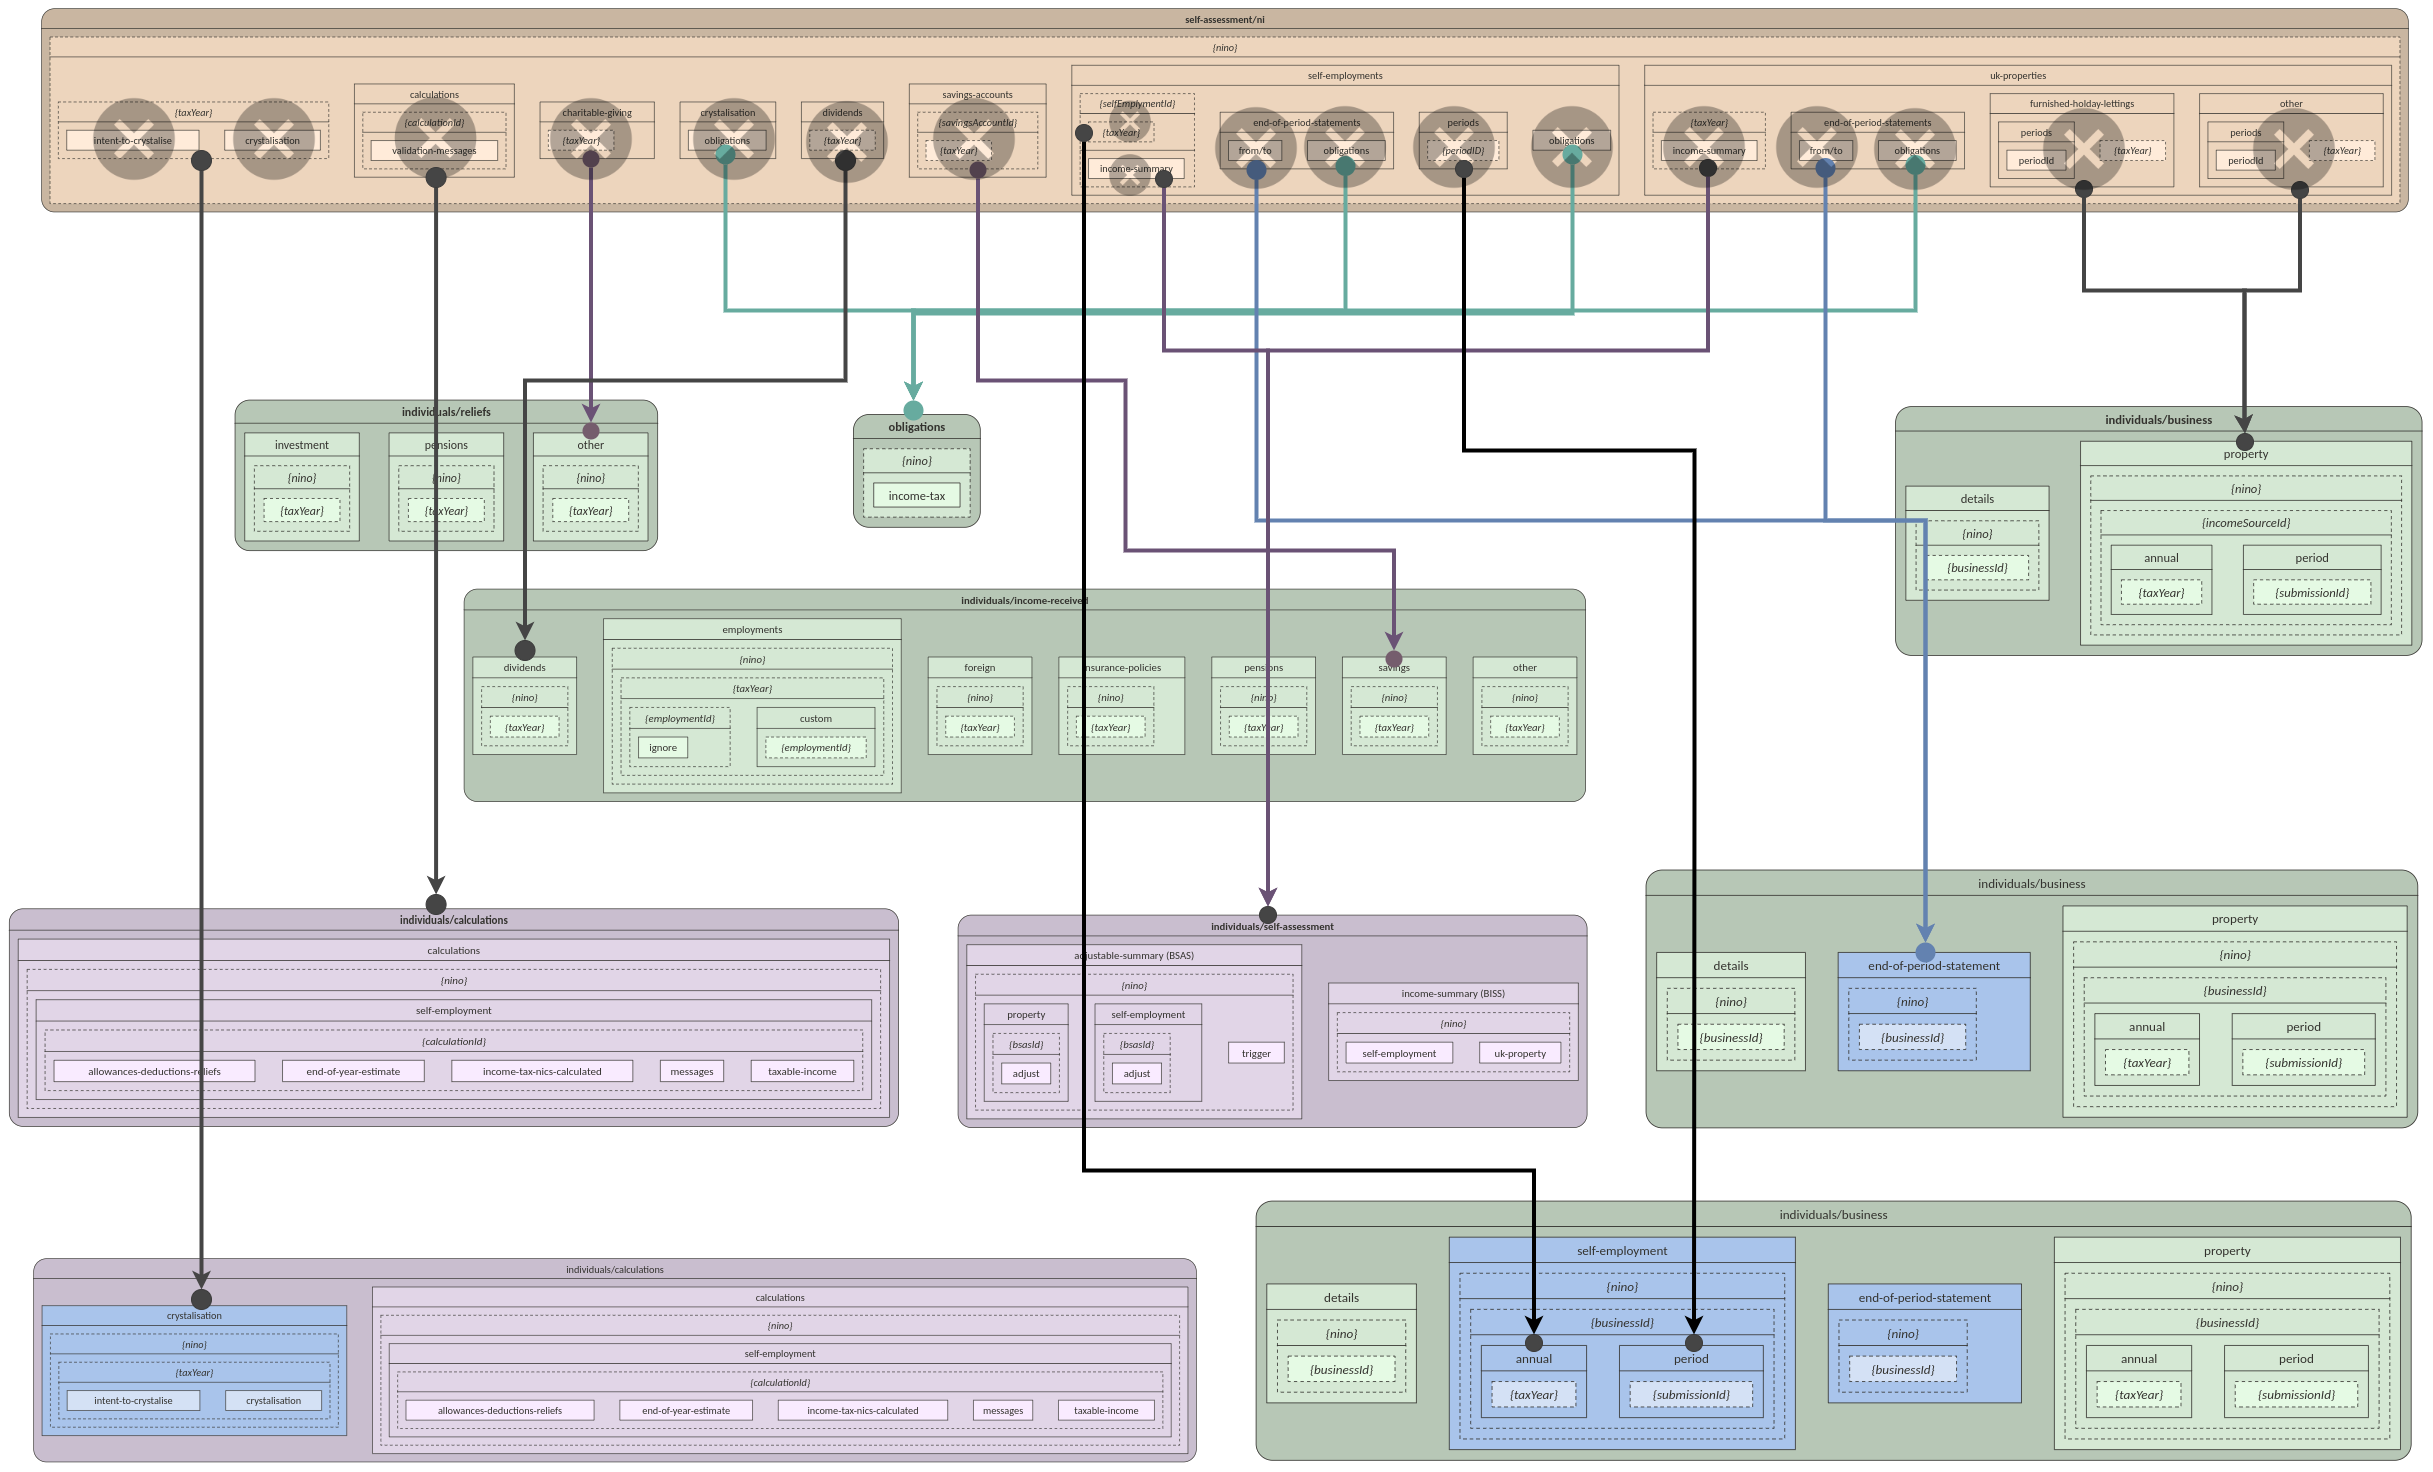 self-assessment/ni
{nino}
{taxYear}
intent-to-crystalise
crystalisation
calculations
{calculationId}
validation-messages
charitable-giving
{taxYear}
crystalisation
obligations
dividends
{taxYear}
savings-accounts
{savingsAccountId}
{taxYear}
self-employments
{selfEmplymentId}
{taxYear}
income-summary
end-of-period-statements
from/to
obligations
periods
{periodID}
obligations
uk-properties
{taxYear}
income-summary
end-of-period-statements
from/to
obligations
furnished-holday-lettings
periods
periodId
{taxYear}
other
periods
periodId
{taxYear}
individuals/reliefs
investment
{nino}
{taxYear}
pensions
{nino}
{taxYear}
other
{nino}
{taxYear}
obligations
{nino}
income-tax
individuals/business
details
{nino}
{businessId}
property
{nino}
{incomeSourceId}
annual
{taxYear}
period
{submissionId}
individuals/income-received
dividends
{nino}
{taxYear}
employments
{nino}
{taxYear}
{employmentId}
ignore
custom
{employmentId}
foreign
{nino}
{taxYear}
insurance-policies
{nino}
{taxYear}
pensions
{nino}
{taxYear}
savings
{nino}
{taxYear}
other
{nino}
{taxYear}
individuals/calculations
calculations
{nino}
self-employment
{calculationId}
allowances-deductions-reliefs
end-of-year-estimate
income-tax-nics-calculated
messages
taxable-income
individuals/self-assessment
adjustable-summary (BSAS)
{nino}
property
{bsasId}
adjust
self-employment
{bsasId}
adjust
trigger
income-summary (BISS)
{nino}
self-employment
uk-property
individuals/business
details
{nino}
{businessId}
end-of-period-statement
{nino}
{businessId}
property
{nino}
{businessId}
annual
{taxYear}
period
{submissionId}
individuals/calculations
crystalisation
{nino}
{taxYear}
intent-to-crystalise
crystalisation
calculations
{nino}
self-employment
{calculationId}
allowances-deductions-reliefs
end-of-year-estimate
income-tax-nics-calculated
messages
taxable-income
individuals/business
details
{nino}
{businessId}
self-employment
{nino}
{businessId}
annual
{taxYear}
period
{submissionId}
end-of-period-statement
{nino}
{businessId}
property
{nino}
{businessId}
annual
{taxYear}
period
{submissionId}